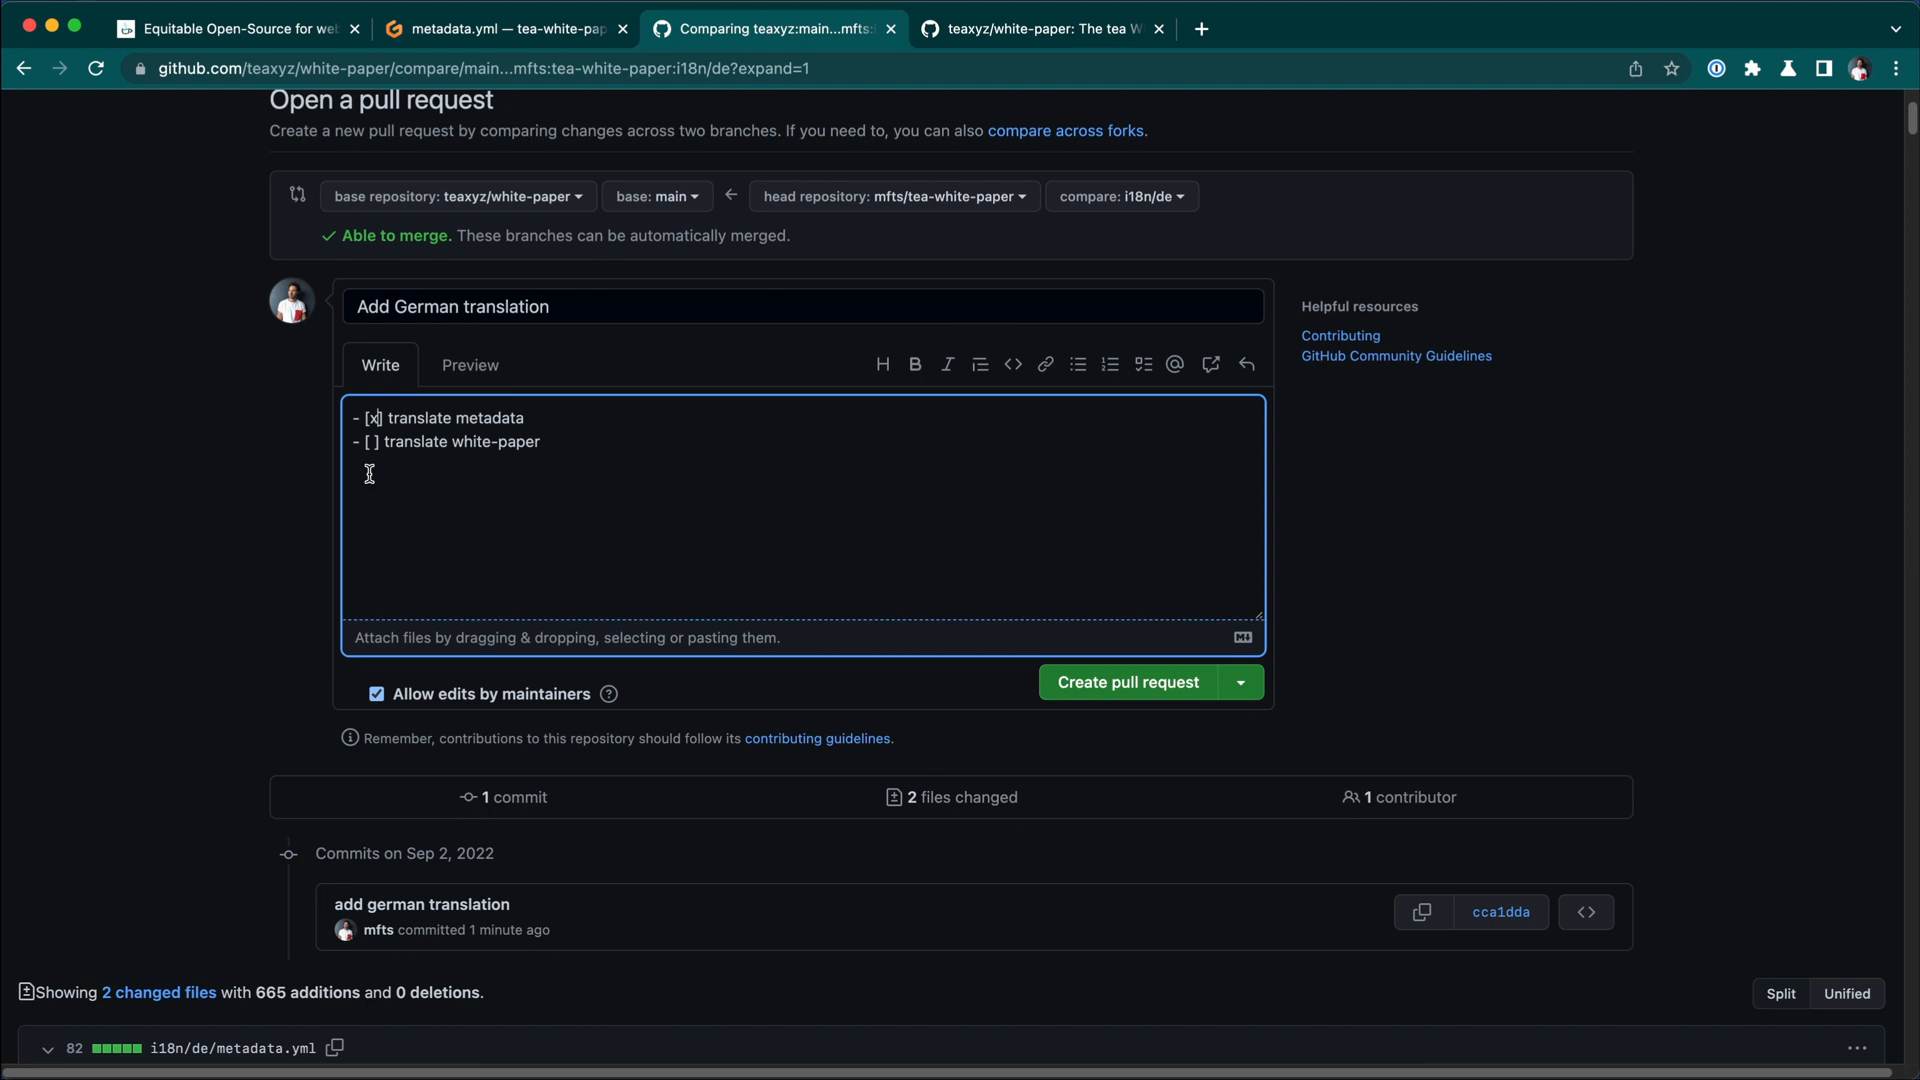 Equitable Open-Source for we
metadata.yml — tea-white-pap
Comparing teaxyz:main...mfts:
teaxyz/white-paper: The tea W
github.com/teaxyz/white-paper/compare/main...mfts:tea-white-paper:i18n/de?expand=1
Open a pull request
Create a new pull request by comparing changes across two branches. If you need to, you can also compare across forks.
base repository: teaxyz/white-paper base: main ← head repository: mfts/tea-white-paper compare: i18n/de
✓ Able to merge. These branches can be automatically merged.
Add German translation
Helpful resources
Contributing
GitHub Community Guidelines
Write Preview
- [x] translate metadata
- [ ] translate white-paper
Attach files by dragging & dropping, selecting or pasting them.
Allow edits by maintainers
Create pull request
Remember, contributions to this repository should follow its contributing guidelines.
1 commit 2 files changed 1 contributor
Commits on Sep 2, 2022
add german translation
mfts committed 1 minute ago
cca1dda
Showing 2 changed files with 665 additions and 0 deletions.
Split Unified
82 i18n/de/metadata.yml